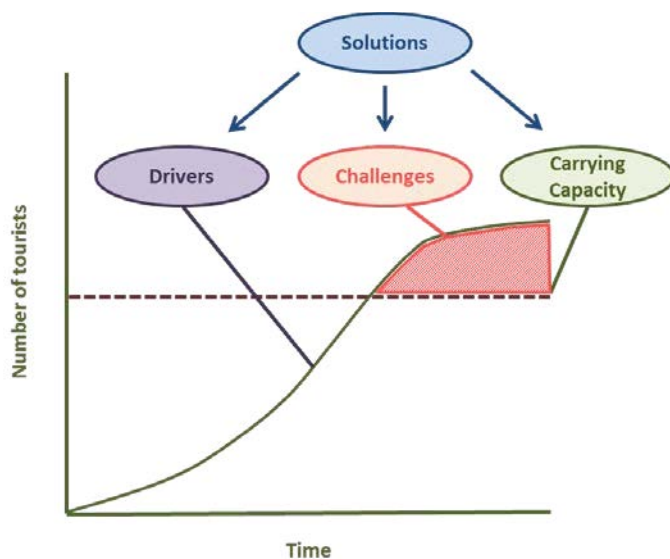 Solutions
Drivers
Challenges
Carrying
Capacity
Number of tourists
Time